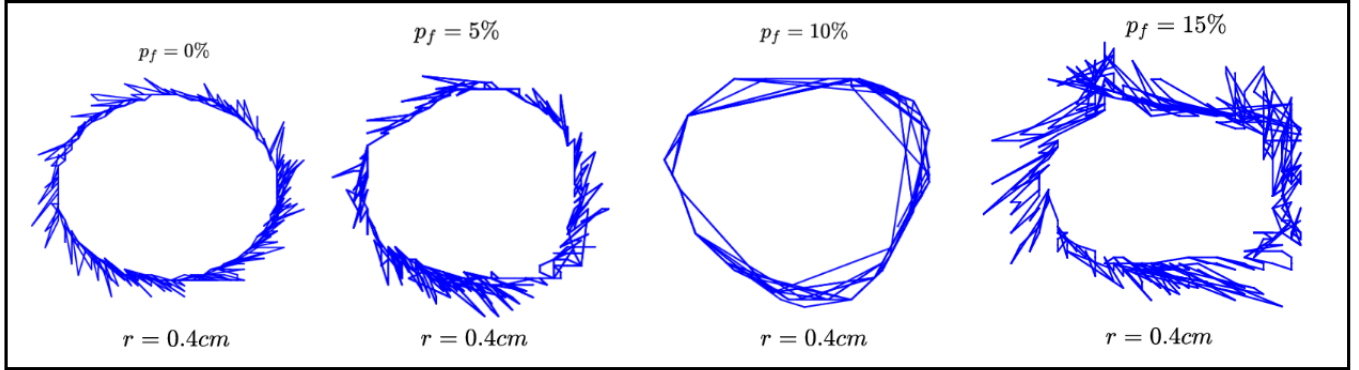 p_f = 0%
p_f = 5%
p_f = 10%
p_f = 15%
r = 0.4cm
r = 0.4cm
r = 0.4cm
r = 0.4cm